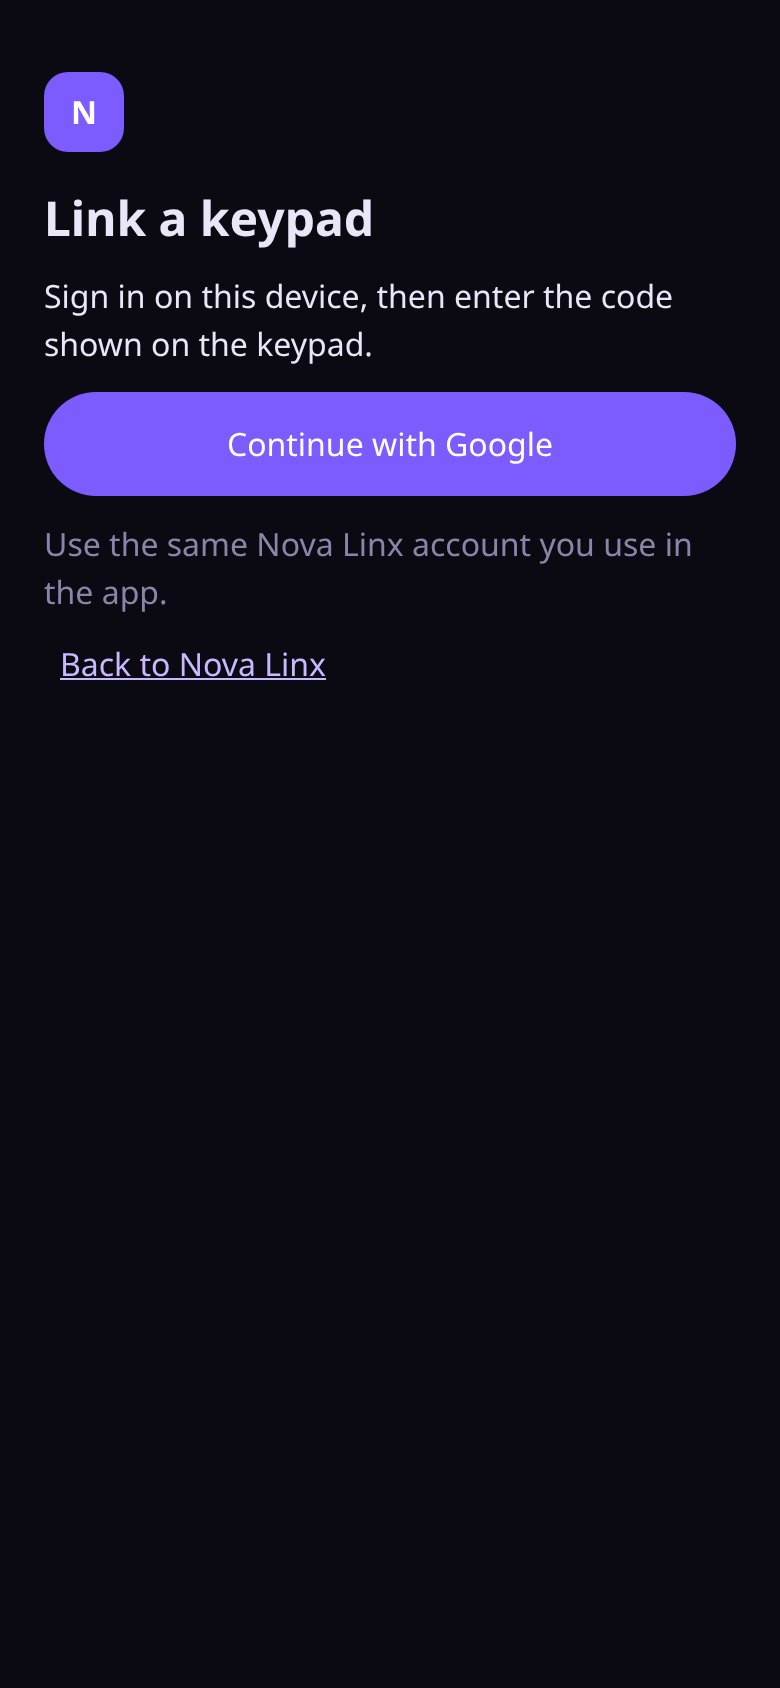 N
Link a keypad
Sign in on this device, then enter the code
shown on the keypad.
Continue with Google
Use the same Nova Linx account you use in
the app.
Back to Nova Linx